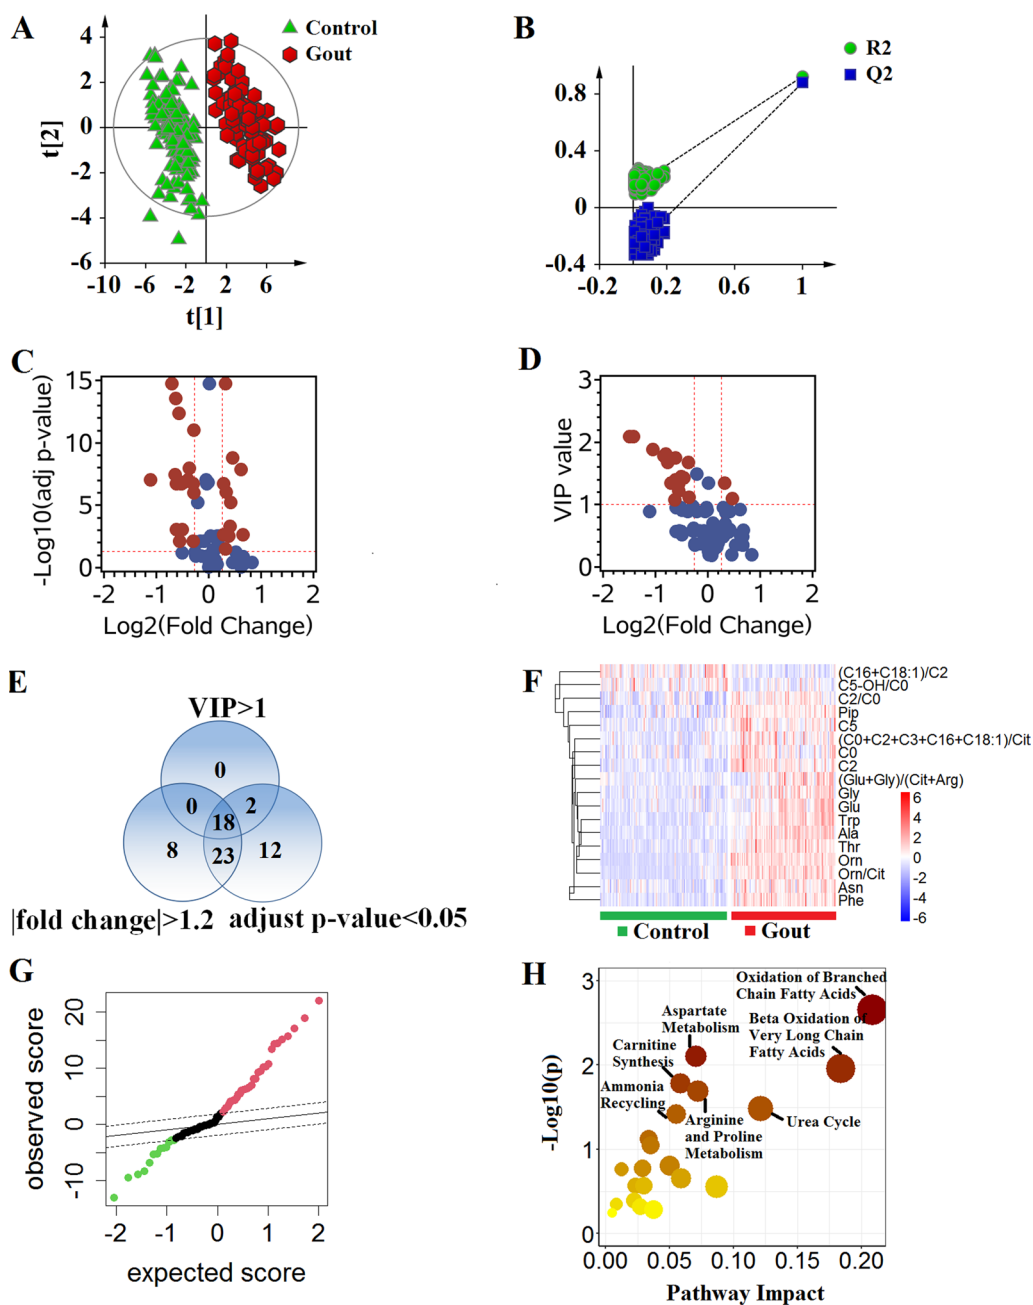 A
Control
Gout
4
2
0
-2
-4
-6
t[2]
-10 -6 -2 2 6
t[1]
B
R2
Q2
0.8
0.4
0
-0.4
-0.2 0.2 0.6 1
C
15
10
5
0
-Log10(adj p-value)
-2 -1 0 1 2
Log2(Fold Change)
D
3
2
1
0
VIP value
-2 -1 0 1 2
Log2(Fold Change)
E
VIP>1
0
0 2
18
8 23 12
|fold change|>1.2 adjust p-value<0.05
F
(C16+C18:1)/C2
C5-OH/C0
C2/C0
Pip
C5
(C0+C2+C3+C16+C18:1)/Cit
C0
C2
(Glu+Gly)/(Cit+Arg)
Gly
Glu
Trp
Ala
Thr
Orn
Orn/Cit
Asn
Phe
6
4
2
0
-2
-4
-6
Control Gout
G
20
10
0
-10
observed score
-2 -1 0 1 2
expected score
H
3
2
1
0
-Log10(p)
Oxidation of Branched
Chain Fatty Acids
Aspartate
Metabolism
Beta Oxidation of
Very Long Chain
Fatty Acids
Carnitine
Synthesis
Ammonia
Recycling
Arginine
and Proline
Metabolism
Urea Cycle
0.00 0.05 0.10 0.15 0.20
Pathway Impact